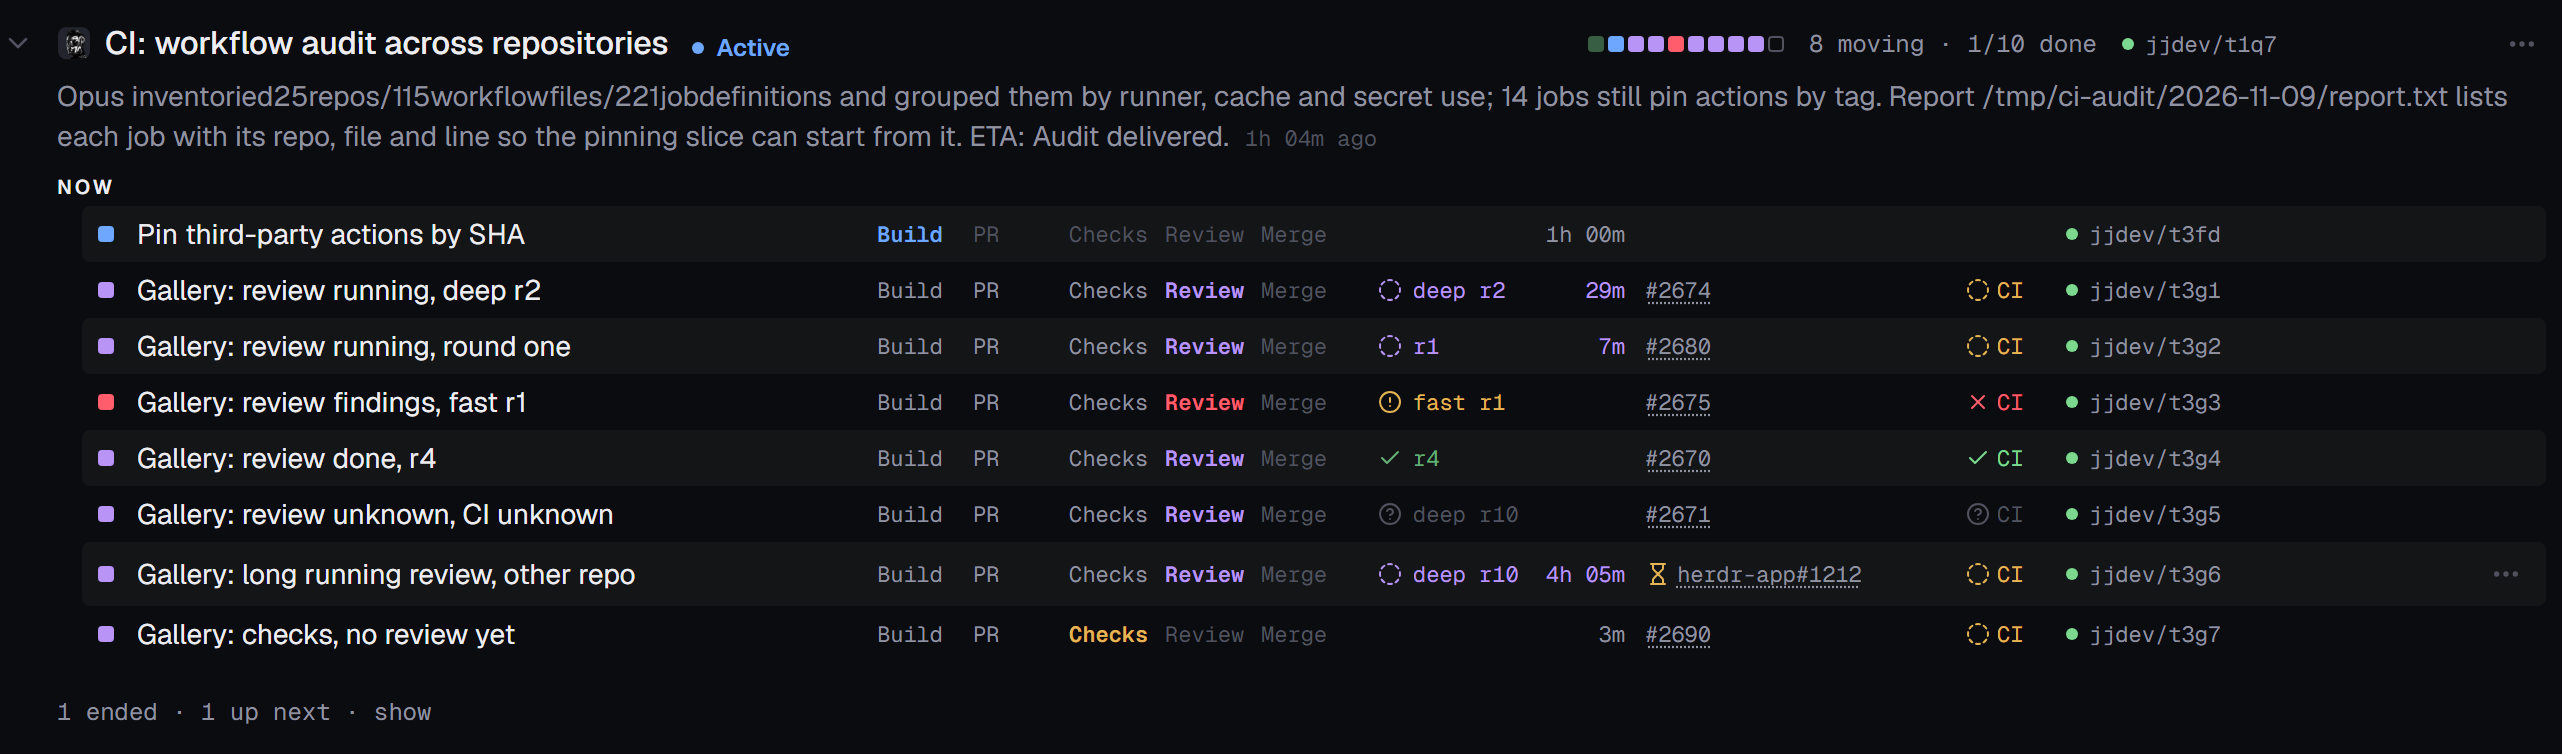 CI: workflow audit across repositories Active 8 moving · 1/10 done jjdev/t1q7
Opus inventoried25repos/115workflowfiles/221jobdefinitions and grouped them by runner, cache and secret use; 14 jobs still pin actions by tag. Report /tmp/ci-audit/2026-11-09/report.txt lists
each job with its repo, file and line so the pinning slice can start from it. ETA: Audit delivered. 1h 04m ago
NOW
Pin third-party actions by SHA Build PR Checks Review Merge 1h 00m jjdev/t3fd
Gallery: review running, deep r2 Build PR Checks Review Merge deep r2 29m #2674 CI jjdev/t3g1
Gallery: review running, round one Build PR Checks Review Merge r1 7m #2680 CI jjdev/t3g2
Gallery: review findings, fast r1 Build PR Checks Review Merge fast r1 #2675 CI jjdev/t3g3
Gallery: review done, r4 Build PR Checks Review Merge r4 #2670 CI jjdev/t3g4
Gallery: review unknown, CI unknown Build PR Checks Review Merge deep r10 #2671 CI jjdev/t3g5
Gallery: long running review, other repo Build PR Checks Review Merge deep r10 4h 05m herdr-app#1212 CI jjdev/t3g6
Gallery: checks, no review yet Build PR Checks Review Merge 3m #2690 CI jjdev/t3g7
1 ended · 1 up next · show